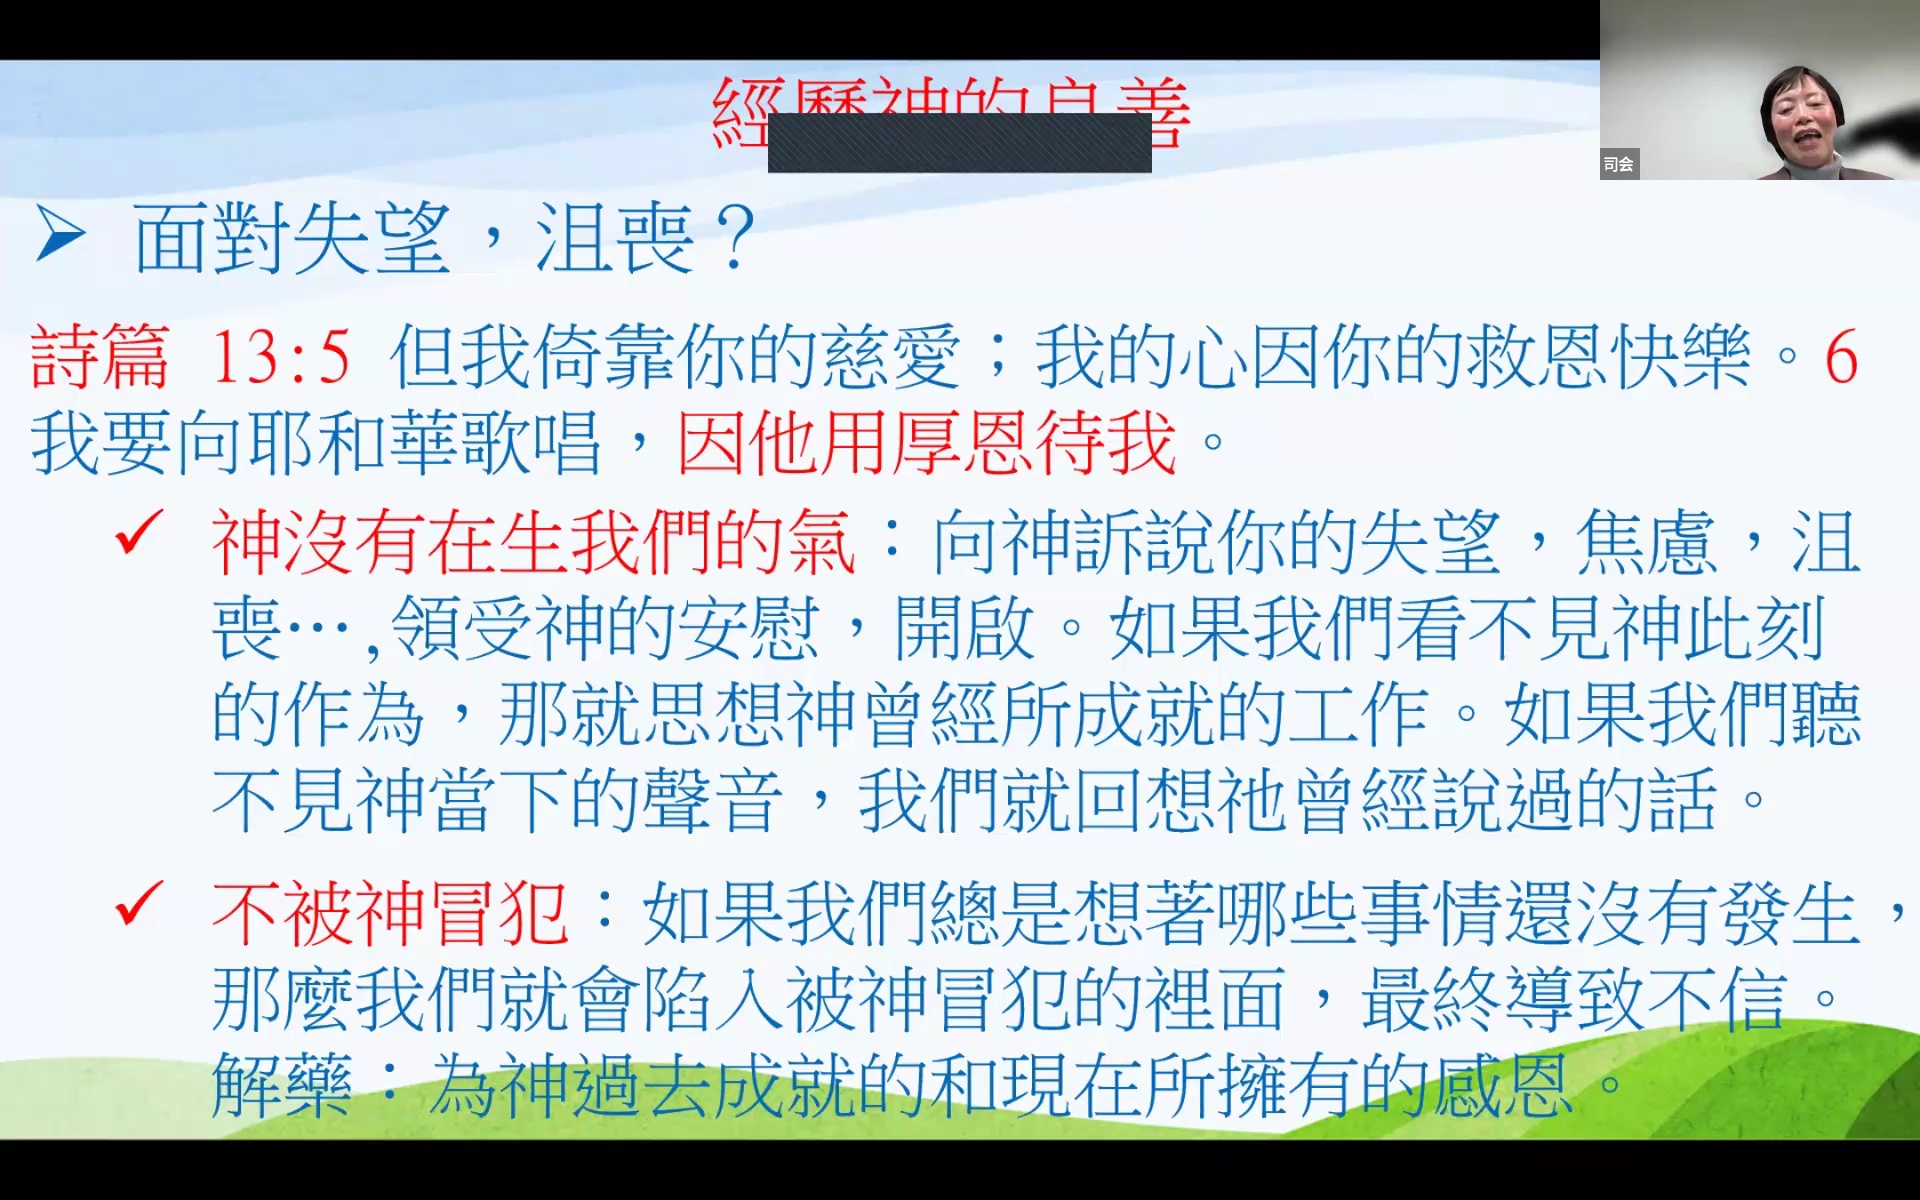 經歷神的良善
司会
➢ 面對失望，沮喪？
詩篇 13:5 但我倚靠你的慈愛；我的心因你的救恩快樂。6
我要向耶和華歌唱，因他用厚恩待我。
✓ 神沒有在生我們的氣：向神訴說你的失望，焦慮，沮
喪…,領受神的安慰，開啟。如果我們看不見神此刻
的作為，那就思想神曾經所成就的工作。如果我們聽
不見神當下的聲音，我們就回想祂曾經說過的話。
✓ 不被神冒犯：如果我們總是想著哪些事情還沒有發生，
那麼我們就會陷入被神冒犯的裡面，最終導致不信。
解藥：為神過去成就的和現在所擁有的感恩。